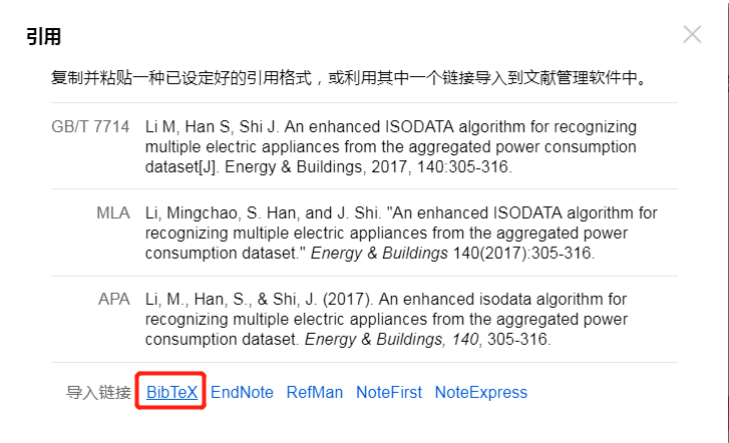 引用
复制并粘贴一种已设定好的引用格式，或利用其中一个链接导入到文献管理软件中。
GB/T 7714 Li M, Han S, Shi J. An enhanced ISODATA algorithm for recognizing
multiple electric appliances from the aggregated power consumption
dataset[J]. Energy & Buildings, 2017, 140:305-316.
MLA Li, Mingchao, S. Han, and J. Shi. "An enhanced ISODATA algorithm for
recognizing multiple electric appliances from the aggregated power
consumption dataset." Energy & Buildings 140(2017):305-316.
APA Li, M., Han, S., & Shi, J. (2017). An enhanced isodata algorithm for
recognizing multiple electric appliances from the aggregated power
consumption dataset. Energy & Buildings, 140, 305-316.
导入链接 BibTeX EndNote RefMan NoteFirst NoteExpress